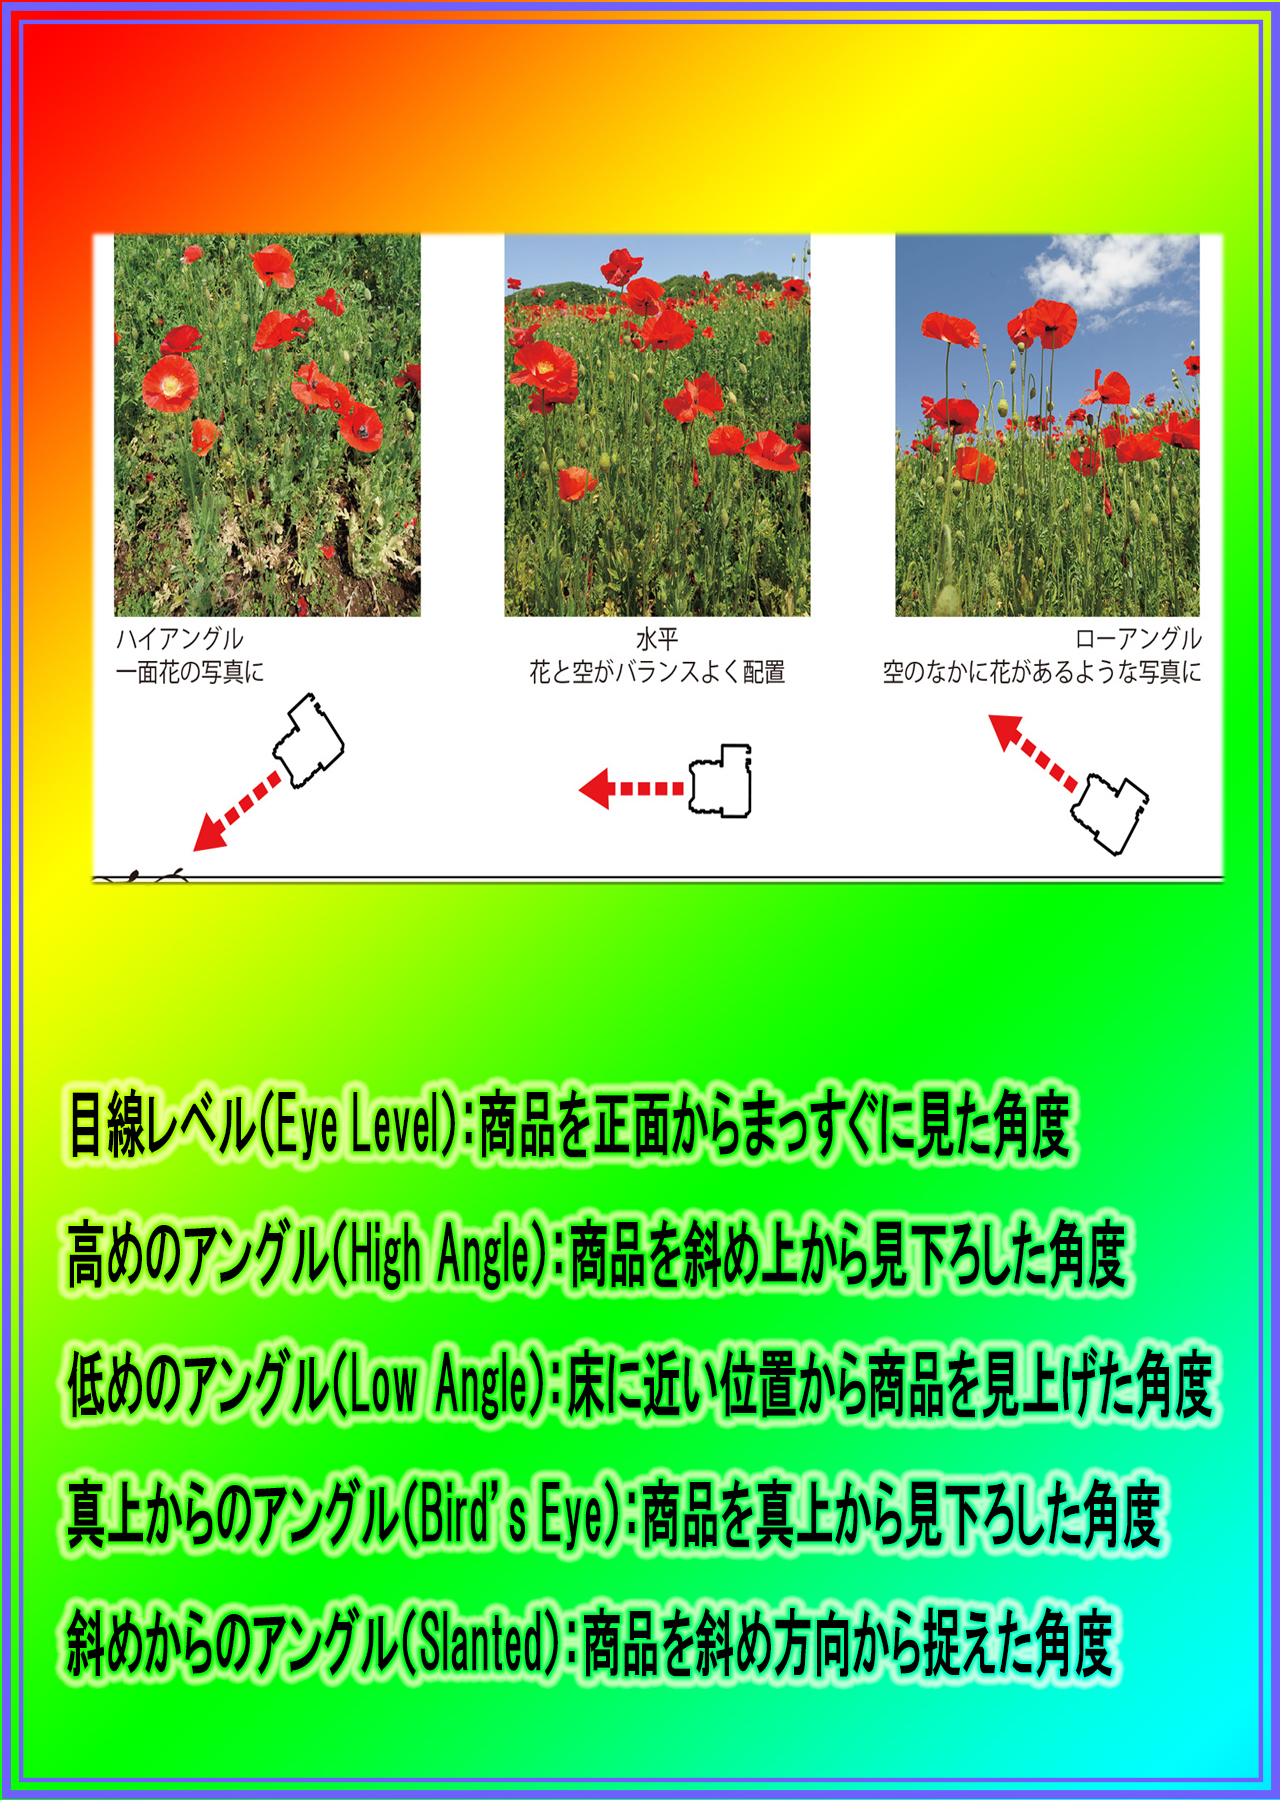 ハイアングル
一面花の写真に
水平
花と空がバランスよく配置
ローアングル
空のなかに花があるような写真に
目線レベル(Eye Level):商品を正面からまっすぐに見た角度
高めのアングル(High Angle):商品を斜め上から見下ろした角度
低めのアングル(Low Angle):床に近い位置から商品を見上げた角度
真上からのアングル(Bird's Eye):商品を真上から見下ろした角度
斜めからのアングル(Slanted):商品を斜め方向から捉えた角度